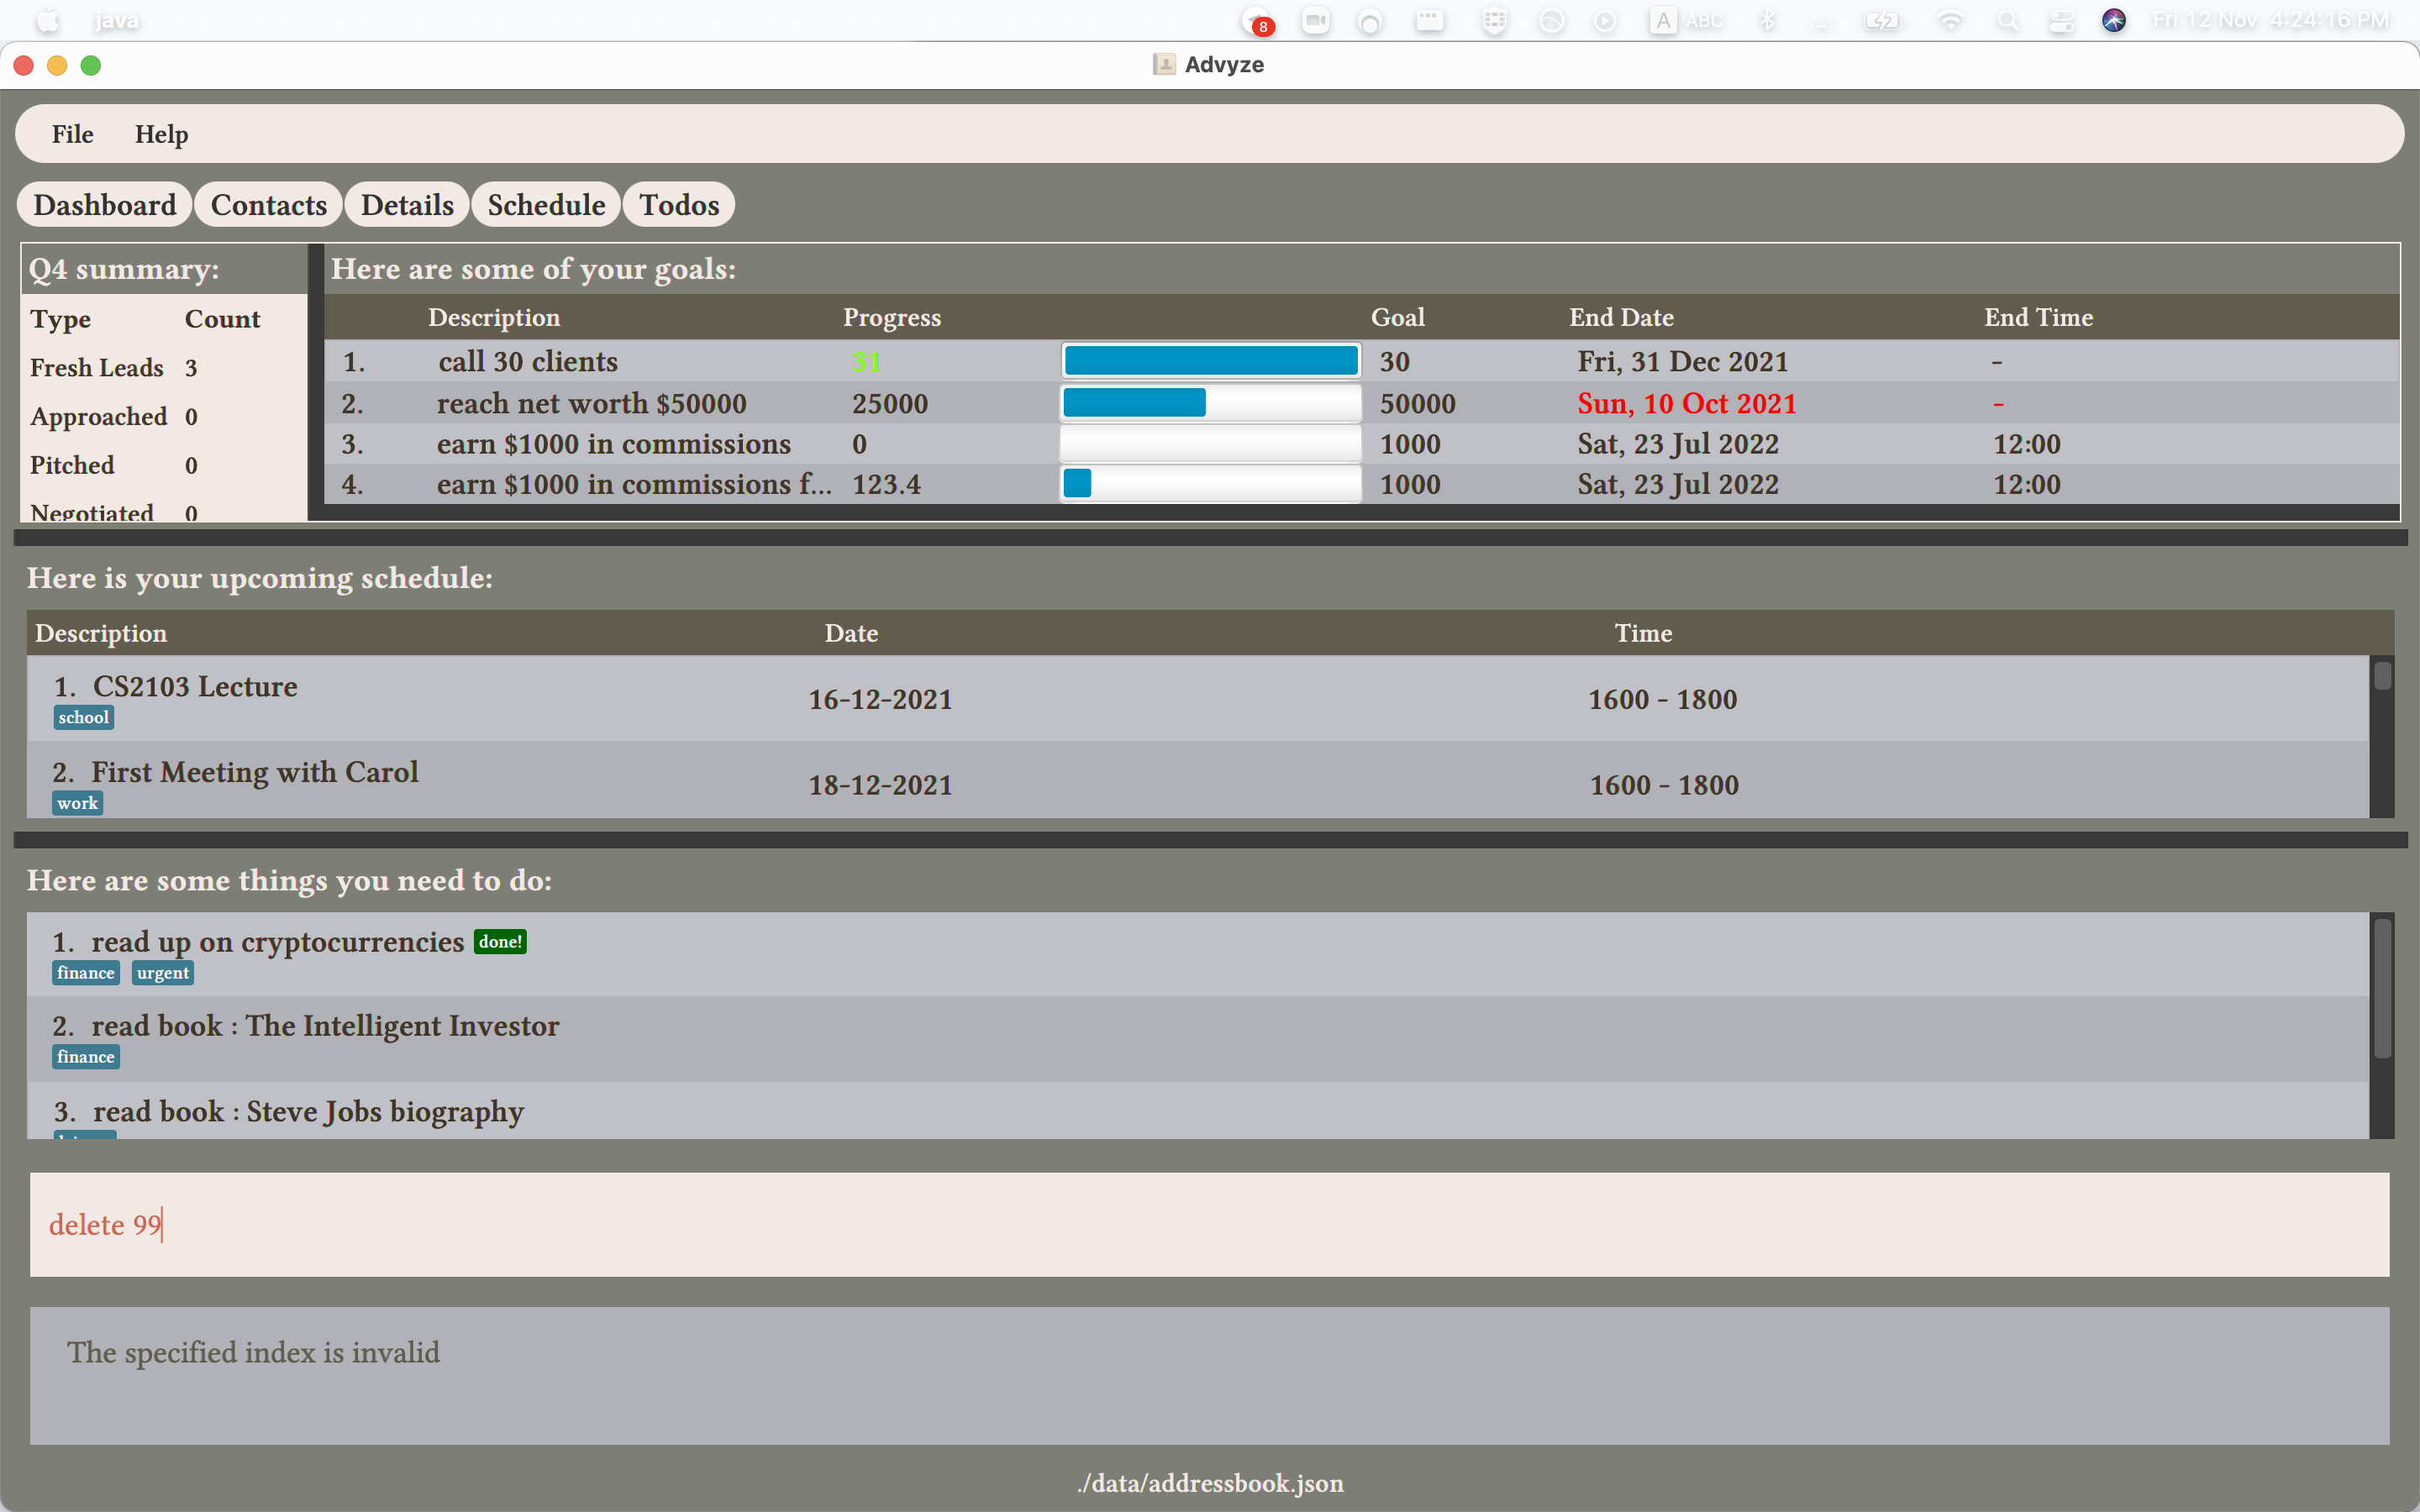 java
8
A ABC
Fri 12 Nov 4:24:16 PM
Advyze
File Help
Dashboard Contacts Details Schedule Todos
Q4 summary:
Type Count
Fresh Leads 3
Approached 0
Pitched 0
Negotiated 0
Here are some of your goals:
Description Progress Goal End Date End Time
1. call 30 clients 31 30 Fri, 31 Dec 2021 -
2. reach net worth $50000 25000 50000 Sun, 10 Oct 2021 -
3. earn $1000 in commissions 0 1000 Sat, 23 Jul 2022 12:00
4. earn $1000 in commissions f... 123.4 1000 Sat, 23 Jul 2022 12:00
Here is your upcoming schedule:
Description Date Time
1. CS2103 Lecture 16-12-2021 1600 - 1800
school
2. First Meeting with Carol 18-12-2021 1600 - 1800
work
Here are some things you need to do:
1. read up on cryptocurrencies done!
finance urgent
2. read book : The Intelligent Investor
finance
3. read book : Steve Jobs biography
delete 99
The specified index is invalid
./data/addressbook.json